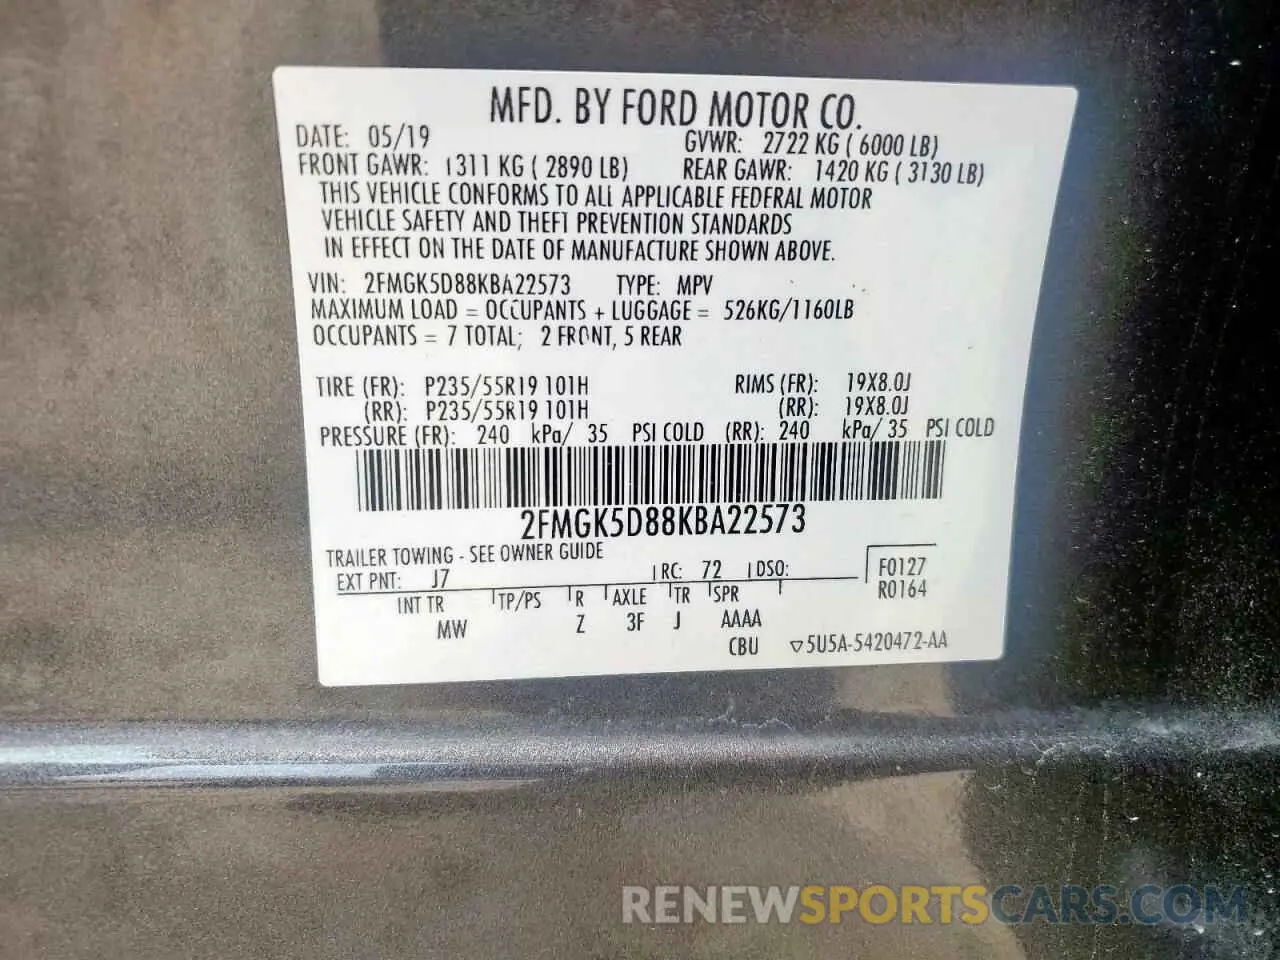 MFD. BY FORD MOTOR CO.
DATE: 05/19 GVWR: 2722 KG ( 6000 LB)
FRONT GAWR: 1311 KG ( 2890 LB) REAR GAWR: 1420 KG ( 3130 LB)
THIS VEHICLE CONFORMS TO ALL APPLICABLE FEDERAL MOTOR
VEHICLE SAFETY AND THEFT PREVENTION STANDARDS
IN EFFECT ON THE DATE OF MANUFACTURE SHOWN ABOVE.
VIN: 2FMGK5D88KBA22573 TYPE: MPV
MAXIMUM LOAD = OCCUPANTS + LUGGAGE = 526KG/1160LB
OCCUPANTS = 7 TOTAL; 2 FRONT, 5 REAR
TIRE (FR): P235/55R19 101H RIMS (FR): 19X8.0J
(RR): P235/55R19 101H (RR): 19X8.0J
PRESSURE (FR): 240 kPa/ 35 PSI COLD (RR): 240 kPa/ 35 PSI COLD
2FMGK5D88KBA22573
TRAILER TOWING - SEE OWNER GUIDE
EXT PNT: J7 RC: 72 DSO: F0127
R0164
INT TR TP/PS R AXLE TR SPR
MW Z 3F J AAAA
CBU ▽5U5A-5420472-AA
RENEWSPORTSCARS.COM